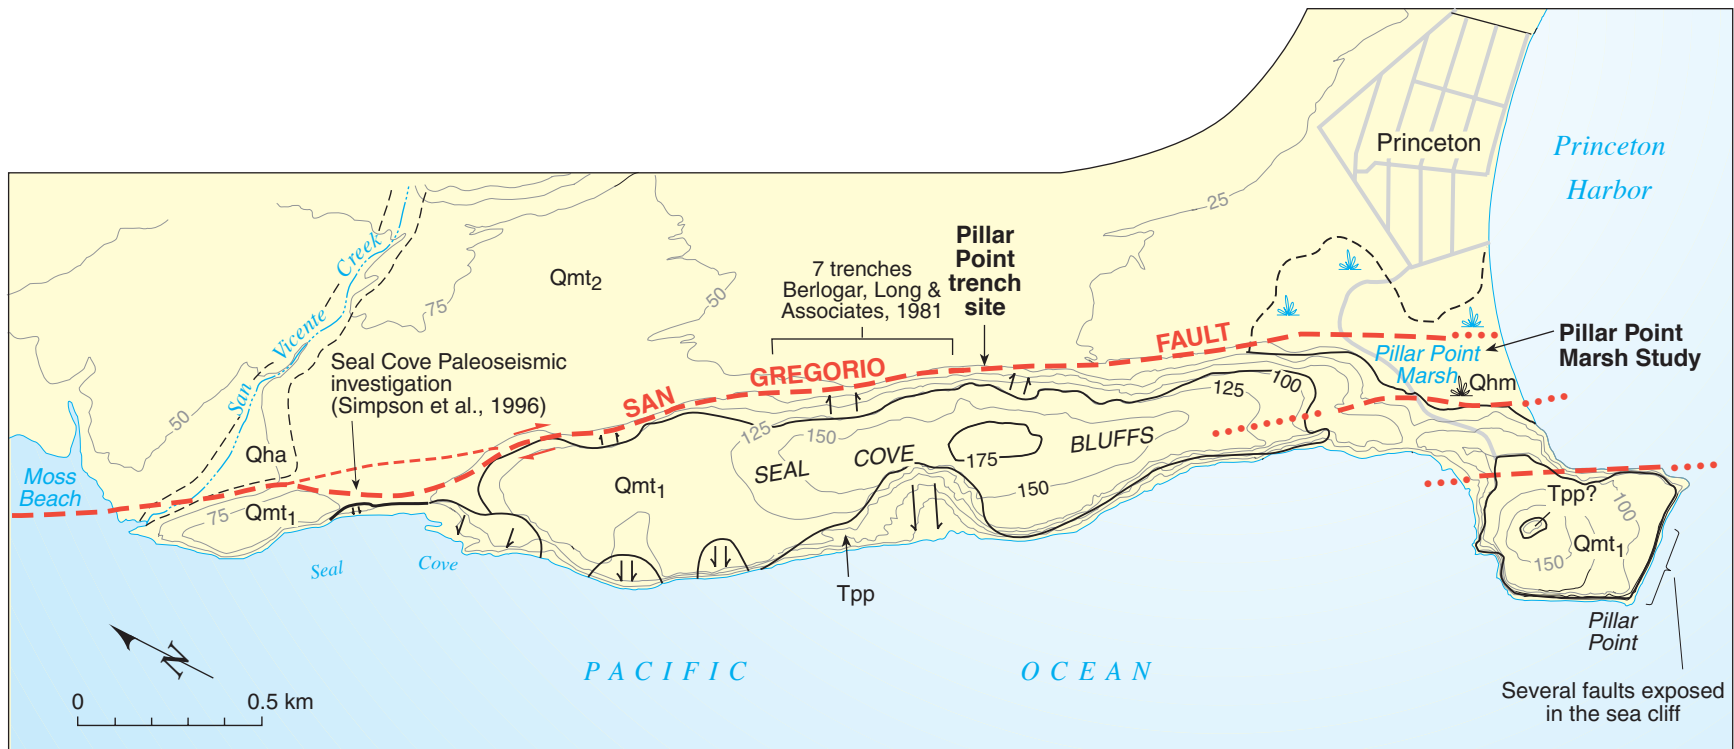 Princeton
Princeton
Harbor
25
San
Vicente
Creek
75
50
Qmt2
50
7 trenches
Berlogar, Long &
Associates, 1981
Pillar
Point
trench
site
Seal Cove Paleoseismic
investigation
(Simpson et al., 1996)
SAN
GREGORIO
FAULT
Pillar Point
Marsh
Pillar Point
Marsh Study
Qhm
Moss
Beach
Qha
75
Qmt1
Qmt1
125
150
SEAL
COVE
BLUFFS
175
150
125
100
Tpp?
100
Qmt1
150
Seal
Cove
Tpp
Pillar
Point
N
PACIFIC
OCEAN
0
0.5 km
Several faults exposed
in the sea cliff